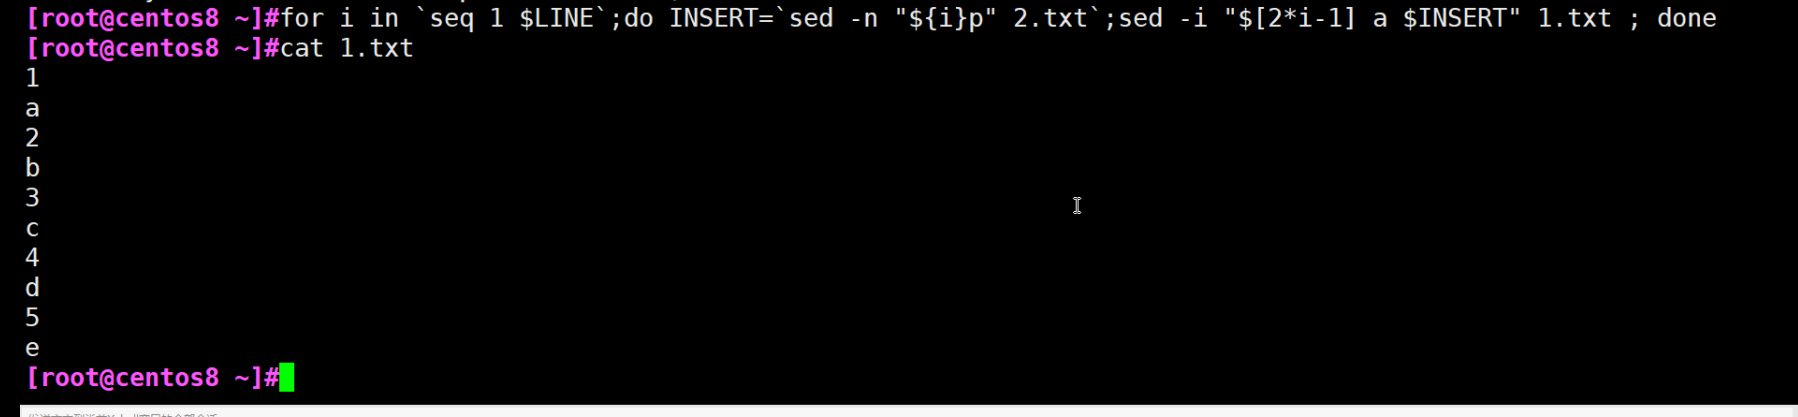 [root@centos8 ~]#for i in `seq 1 $LINE`;do INSERT=`sed -n "${i}p" 2.txt`;sed -i "$[2*i-1] a $INSERT" 1.txt ; done
[root@centos8 ~]#cat 1.txt
1
a
2
b
3
c
4
d
5
e
[root@centos8 ~]#